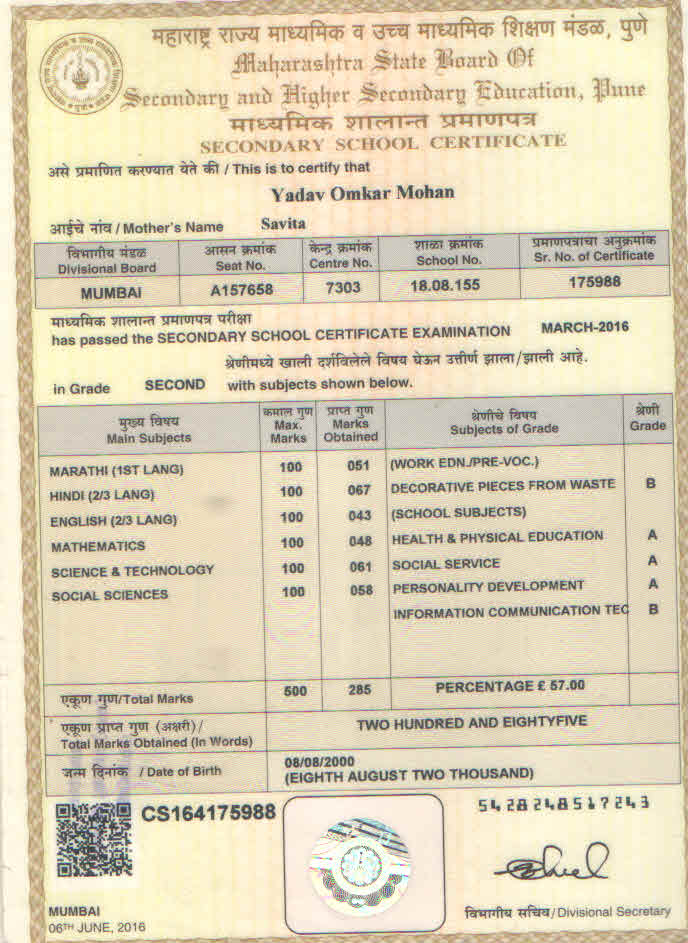 महाराष्ट्र राज्य माध्यमिक व उच्च माध्यमिक शिक्षण मंडळ, पुणे
Maharashtra State Board Of
Secondary and Higher Secondary Education, Pune
माध्यमिक शालान्त प्रमाणपत्र
SECONDARY SCHOOL CERTIFICATE
असे प्रमाणित करण्यात येते की / This is to certify that
Yadav Omkar Mohan
आईचे नांव / Mother's Name Savita
विभागीय मंडळ आसन क्रमांक केन्द्र क्रमांक शाळा क्रमांक प्रमाणपत्राचा अनुक्रमांक
Divisional Board Seat No. Centre No. School No. Sr. No. of Certificate
MUMBAI A157658 7303 18.08.155 175988
माध्यमिक शालान्त प्रमाणपत्र परीक्षा
has passed the SECONDARY SCHOOL CERTIFICATE EXAMINATION MARCH-2016
श्रेणीमध्ये खाली दर्शविलेले विषय घेऊन उत्तीर्ण झाला/झाली आहे.
in Grade SECOND with subjects shown below.
मुख्य विषय कमाल गुण प्राप्त गुण श्रेणीचे विषय श्रेणी
Main Subjects Max. Marks Marks Obtained Subjects of Grade Grade
MARATHI (1ST LANG) 100 051 (WORK EDN./PRE-VOC.)
HINDI (2/3 LANG) 100 067 DECORATIVE PIECES FROM WASTE B
ENGLISH (2/3 LANG) 100 043 (SCHOOL SUBJECTS)
MATHEMATICS 100 048 HEALTH & PHYSICAL EDUCATION A
SCIENCE & TECHNOLOGY 100 061 SOCIAL SERVICE A
SOCIAL SCIENCES 100 058 PERSONALITY DEVELOPMENT A
INFORMATION COMMUNICATION TEC B
एकूण गुण/Total Marks 500 285 PERCENTAGE £ 57.00
एकूण प्राप्त गुण (अक्षरी)/
Total Marks Obtained (In Words) TWO HUNDRED AND EIGHTYFIVE
जन्म दिनांक / Date of Birth 08/08/2000
(EIGHTH AUGUST TWO THOUSAND)
CS164175988
5428248517243
MUMBAI
06TH JUNE, 2016
विभागीय सचिव/Divisional Secretary